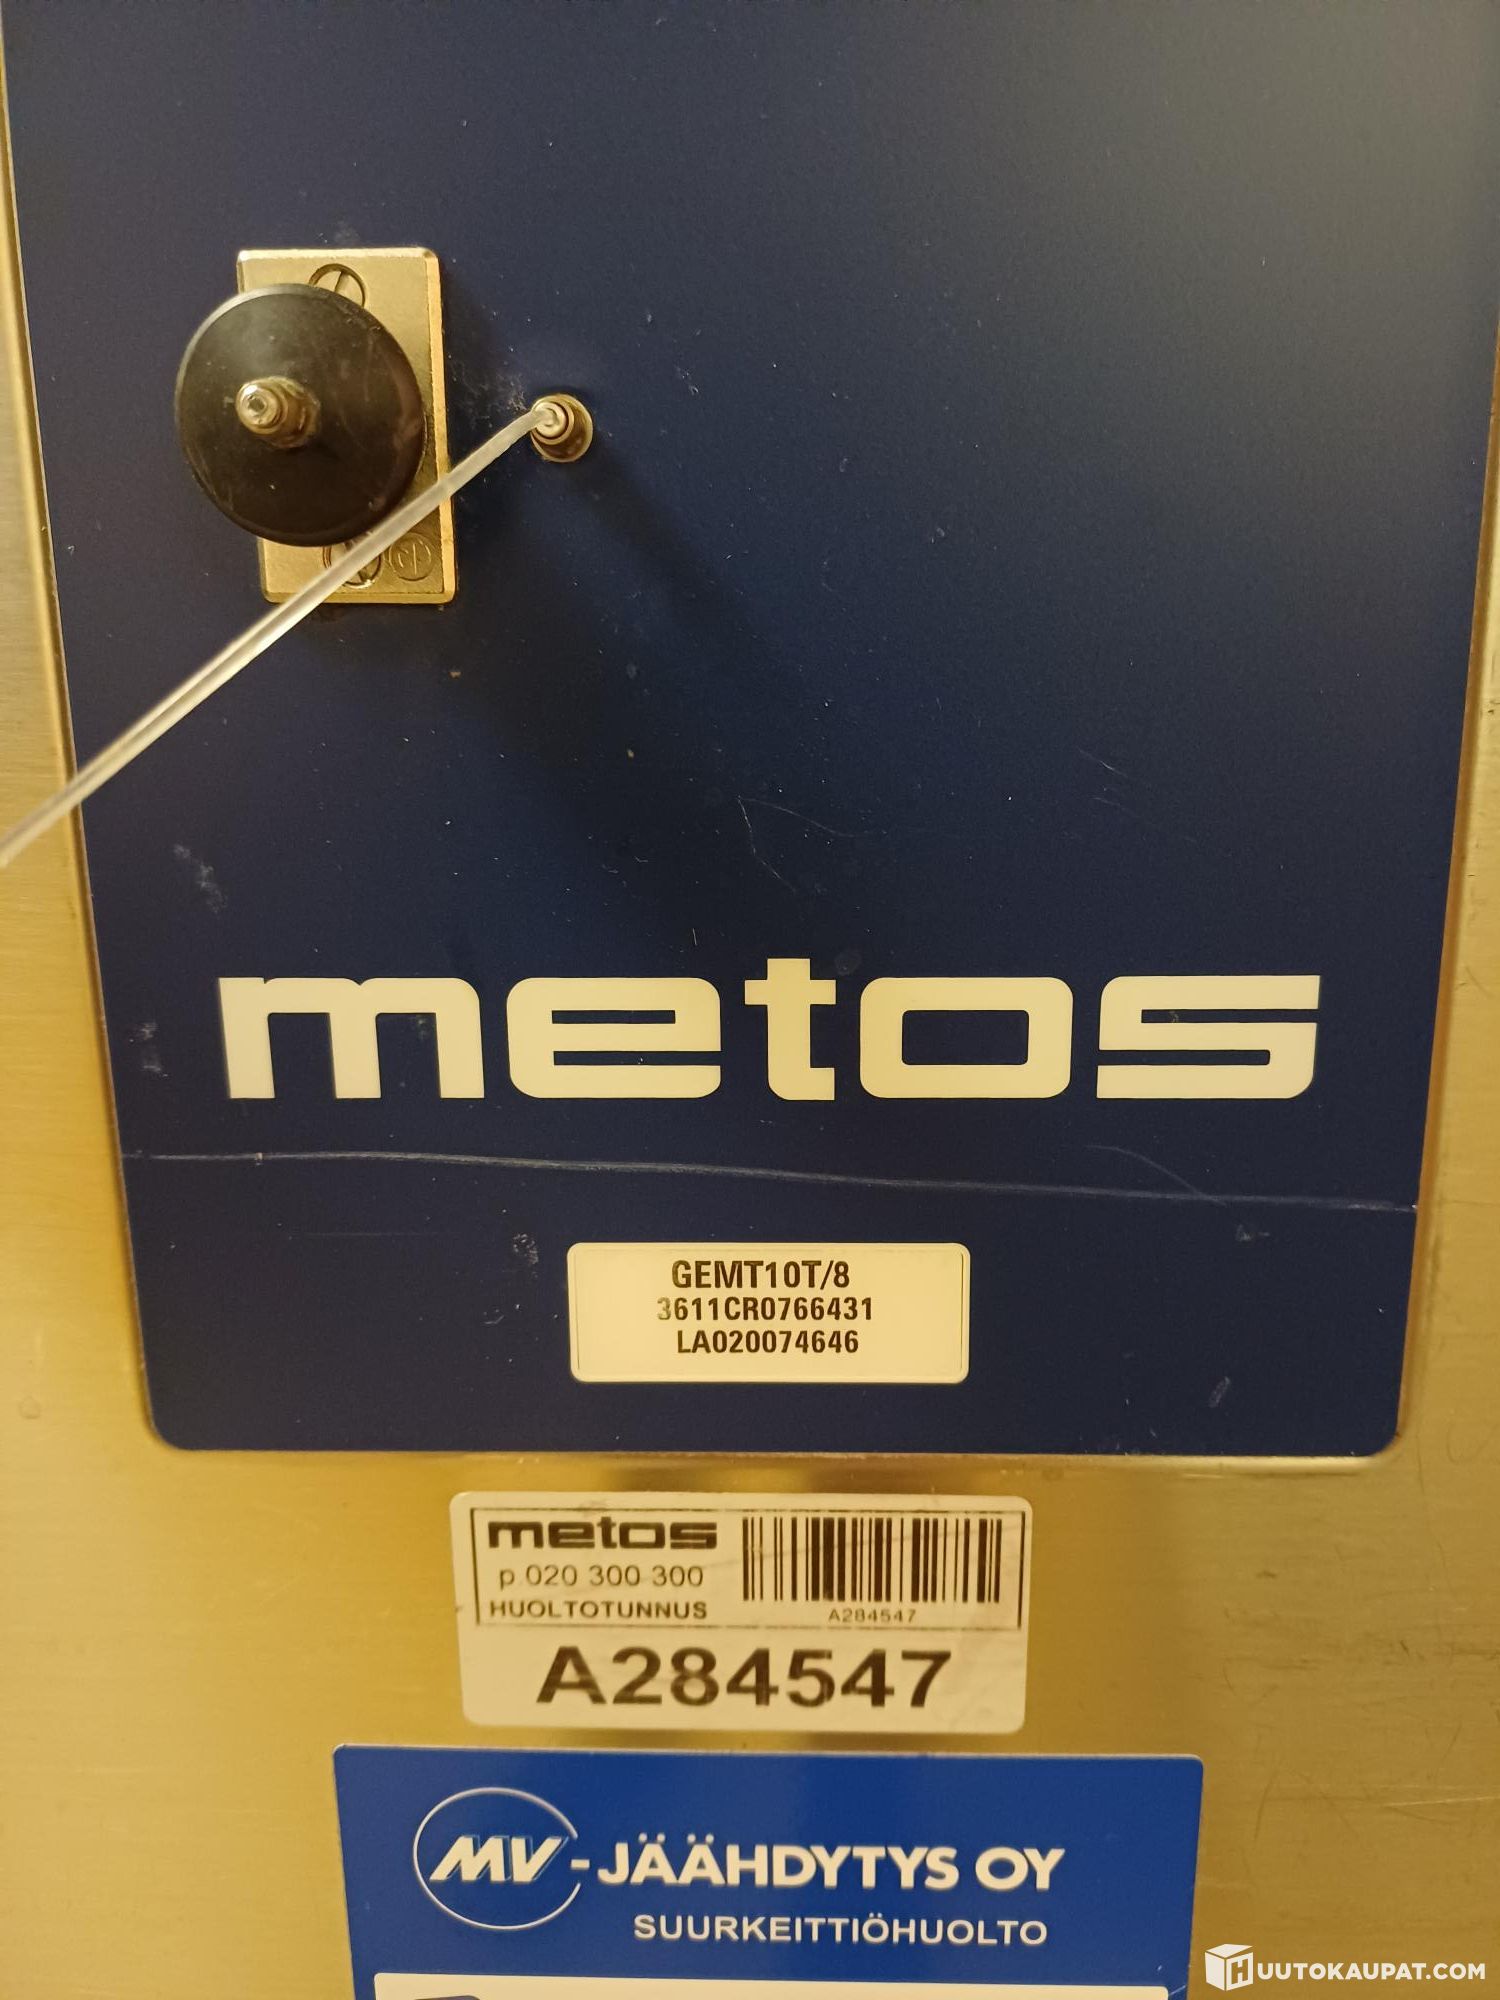 metos
GEMT10T/8
3611CR0766431
LA020074646
metos
p.020 300 300
HUOLTOTUNNUS
A284547
A284547
MV-JÄÄHDYTYS OY
SUURKEITTIÖHUOLTO
HUUTOKAUPAT.COM